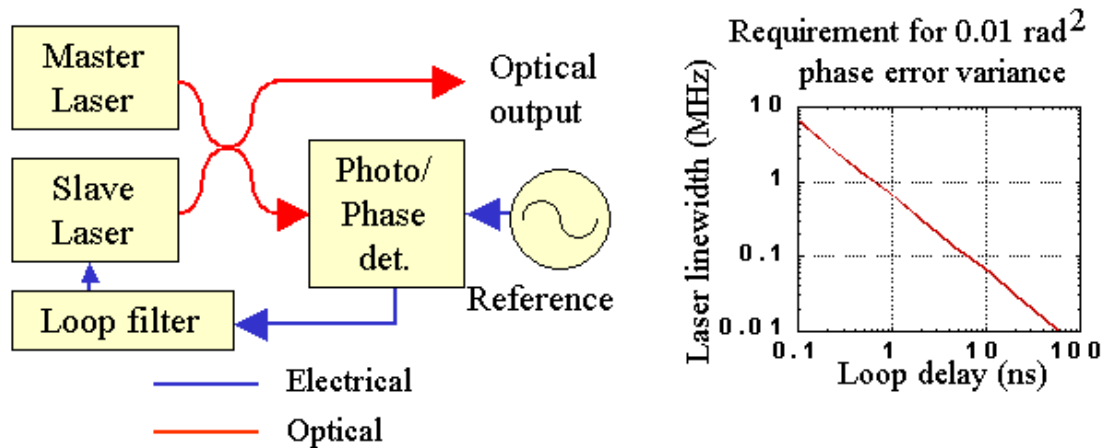 Master
Laser
Slave
Laser
Loop filter
Optical
output
Photo/
Phase
det.
Reference
Electrical
Optical
Requirement for 0.01 rad²
phase error variance
Laser linewidth (MHz)
10
1
0.1
0.01
0.1 1 10 100
Loop delay (ns)